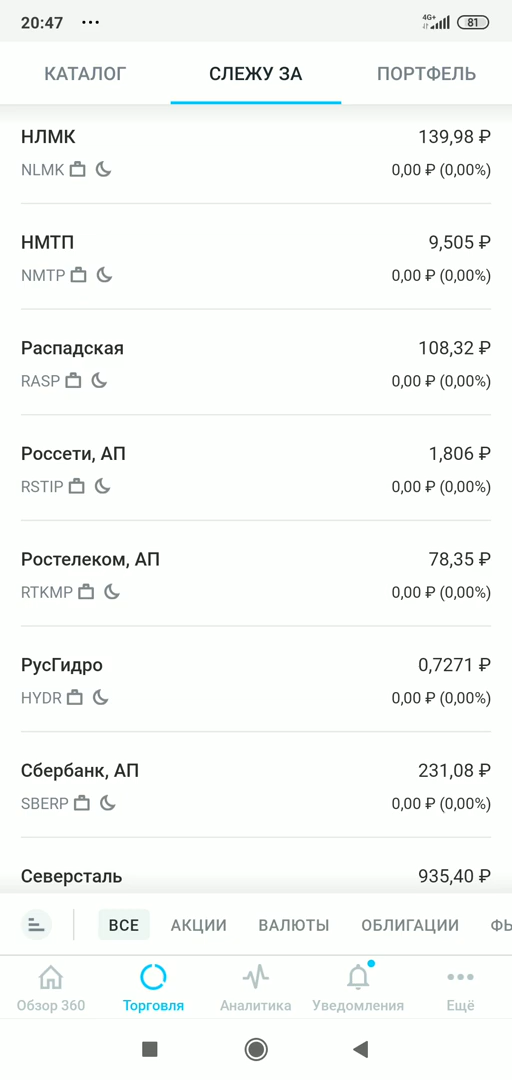 20:47 ... 4G+ 81
КАТАЛОГ СЛЕЖУ ЗА ПОРТФЕЛЬ
НЛМК 139,98 ₽
NLMK 0,00 ₽ (0,00%)
НМТП 9,505 ₽
NMTP 0,00 ₽ (0,00%)
Распадская 108,32 ₽
RASP 0,00 ₽ (0,00%)
Россети, АП 1,806 ₽
RSTIP 0,00 ₽ (0,00%)
Ростелеком, АП 78,35 ₽
RTKMP 0,00 ₽ (0,00%)
РусГидро 0,7271 ₽
HYDR 0,00 ₽ (0,00%)
Сбербанк, АП 231,08 ₽
SBERP 0,00 ₽ (0,00%)
Северсталь 935,40 ₽
ВСЕ АКЦИИ ВАЛЮТЫ ОБЛИГАЦИИ ФЬ
Обзор 360 Торговля Аналитика Уведомления Ещё